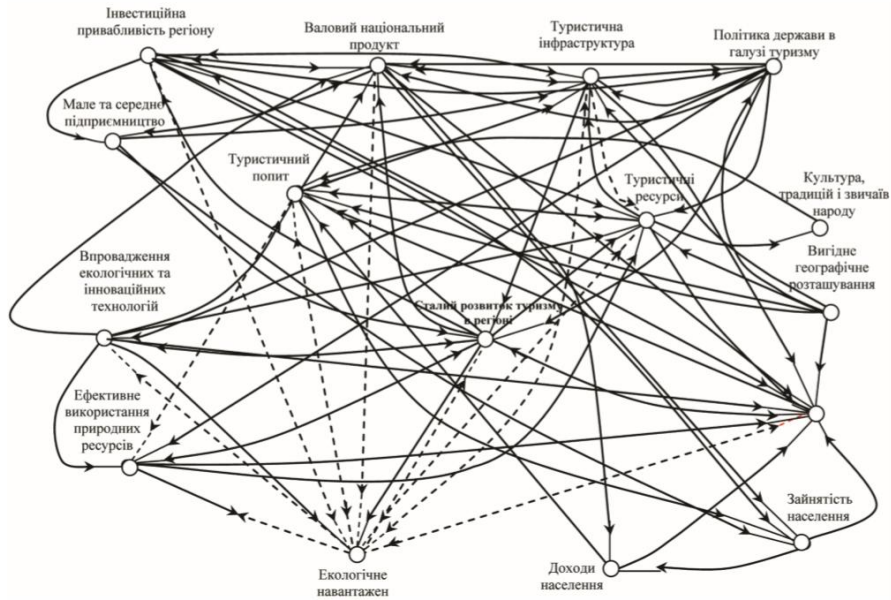 Інвестиційна
привабливість регіону
Валовий національний
продукт
Туристична
інфраструктура
Політика держави в
галузі туризму
Мале та середнє
підприємництво
Туристичний
попит
Туристичні
ресурси
Культура,
традицій і звичаїв
народу
Впровадження
екологічних та
інноваційних
технологій
Вигідне
географічне
розташування
Сталий розвиток туризму
в регіоні
Ефективне
використання
природних
ресурсів
Зайнятість
населення
Екологічне
навантажен
Доходи
населення